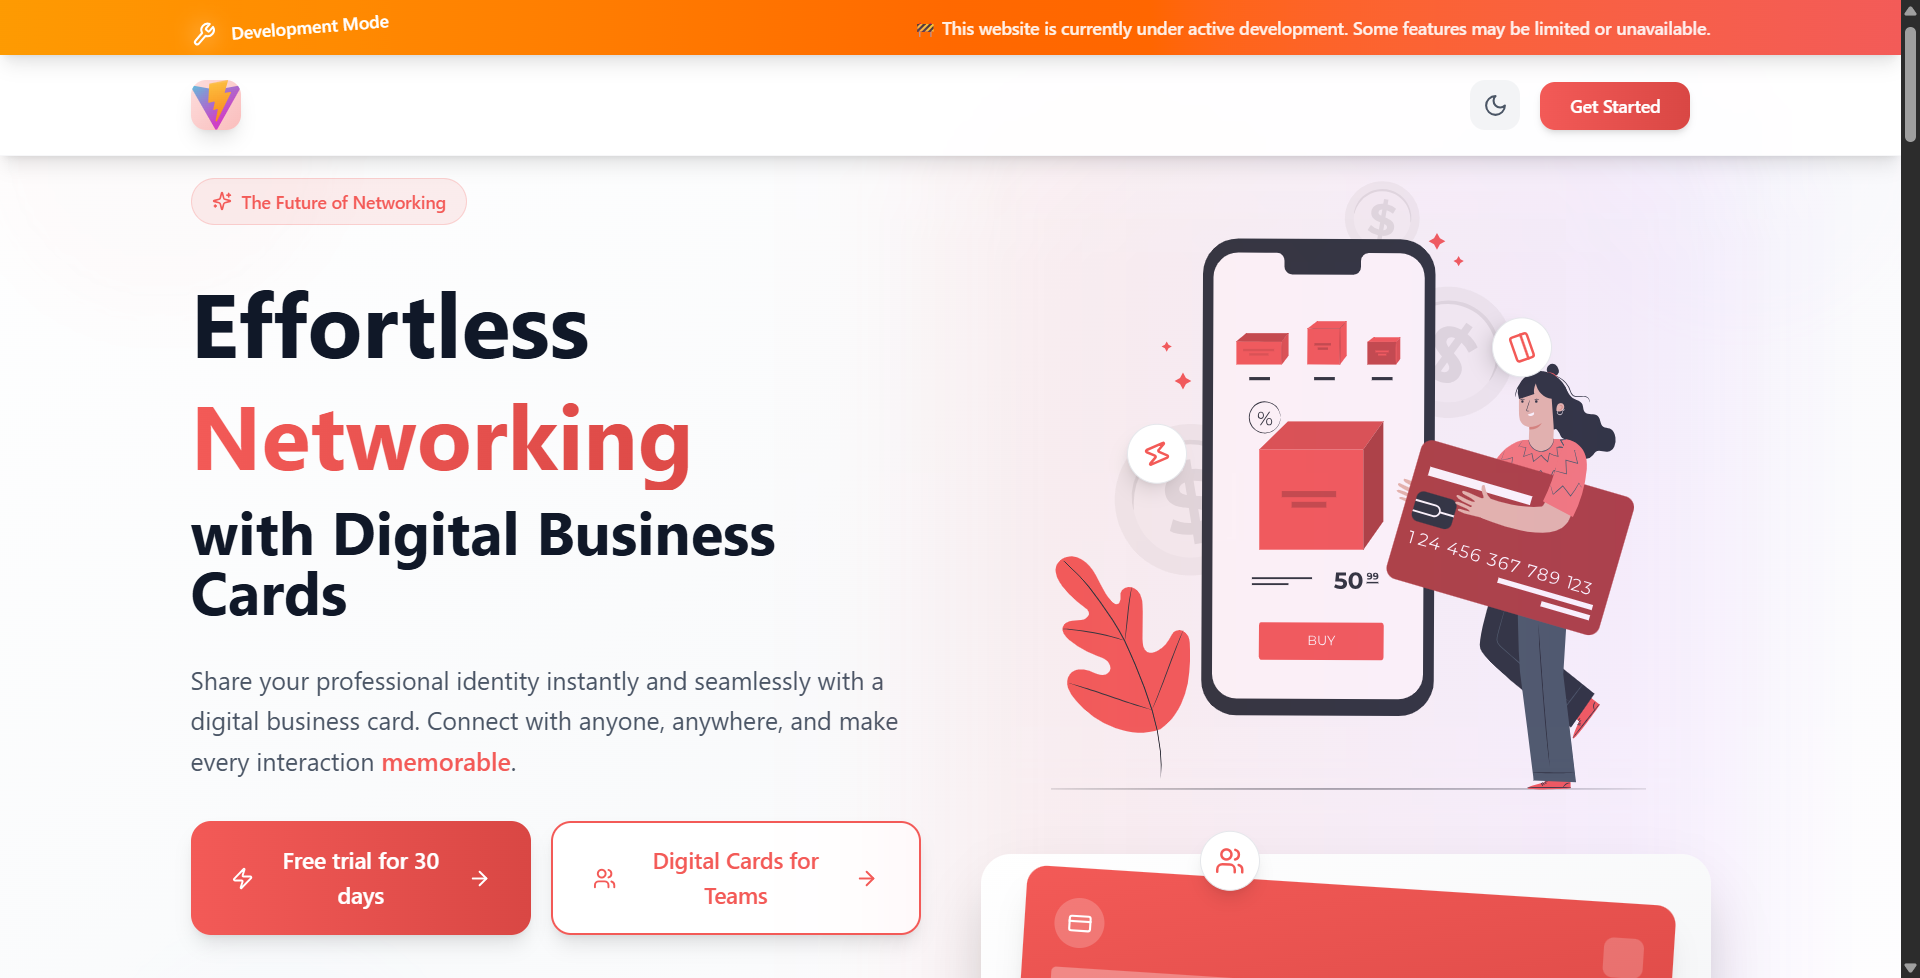 Development Mode
🚧 This website is currently under active development. Some features may be limited or unavailable.
Get Started
The Future of Networking
Effortless
Networking
with Digital Business
Cards
Share your professional identity instantly and seamlessly with a
digital business card. Connect with anyone, anywhere, and make
every interaction memorable.
Free trial for 30
days
Digital Cards for
Teams
$
$
$
%
50 99
BUY
124 456 367 789 123